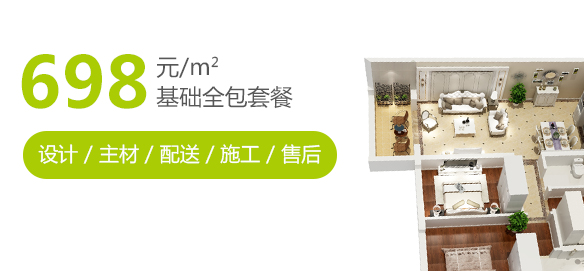 698 元/m²
基础全包套餐
设计 / 主材 / 配送 / 施工 / 售后